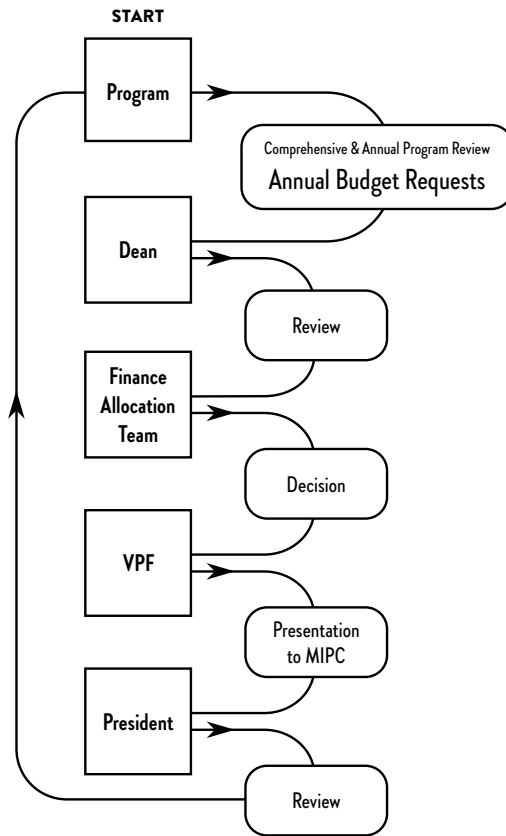 START
Program
Comprehensive & Annual Program Review
Annual Budget Requests
Dean
Review
Finance
Allocation
Team
Decision
VPF
Presentation
to MIPC
President
Review